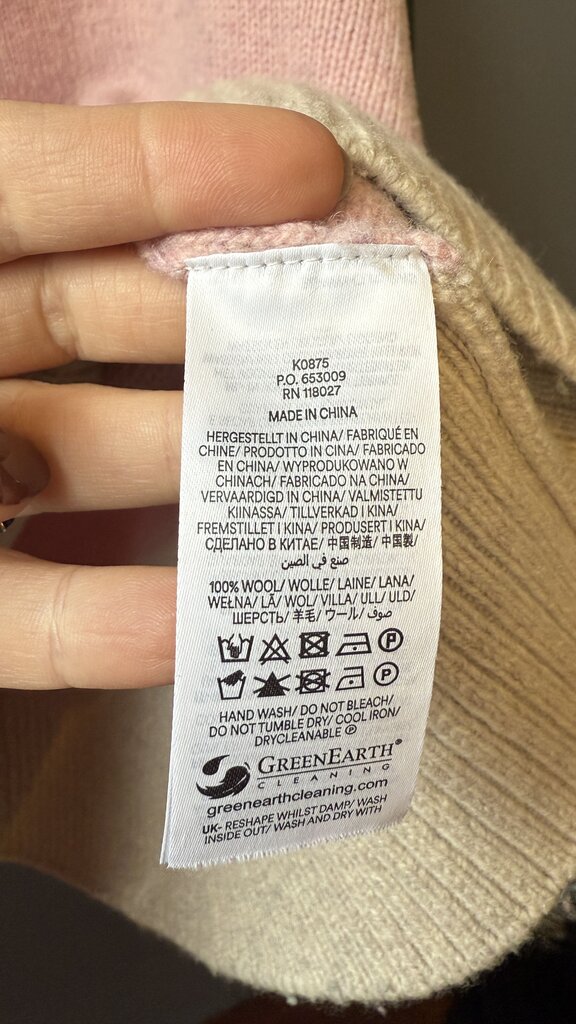 K0875
P.O. 653009
RN 118027
MADE IN CHINA
HERGESTELLT IN CHINA/ FABRIQUÉ EN
CHINE/ PRODOTTO IN CINA/ FABRICADO
EN CHINA/ WYPRODUKOWANO W
CHINACH/ FABRICADO NA CHINA/
VERVAARDIGD IN CHINA/ VALMISTETTU
KIINASSA/ TILLVERKAD I KINA/
FREMSTILLET I KINA/ PRODUSERT I KINA/
СДЕЛАНО В КИТАЕ/ 中国制造/ 中国製/
صنع في الصين
100% WOOL/ WOLLE/ LAINE/ LANA/
WEŁNA/ LÃ/ WOL/ VILLA/ ULL/ ULD/
ШЕРСТЬ/ 羊毛/ ウール/ صوف/
P
P
HAND WASH/ DO NOT BLEACH/
DO NOT TUMBLE DRY/ COOL IRON/
DRYCLEANABLE Ⓟ
GREENEARTH®
CLEANING
greenearthcleaning.com
UK- RESHAPE WHILST DAMP/ WASH
INSIDE OUT/ WASH AND DRY WITH